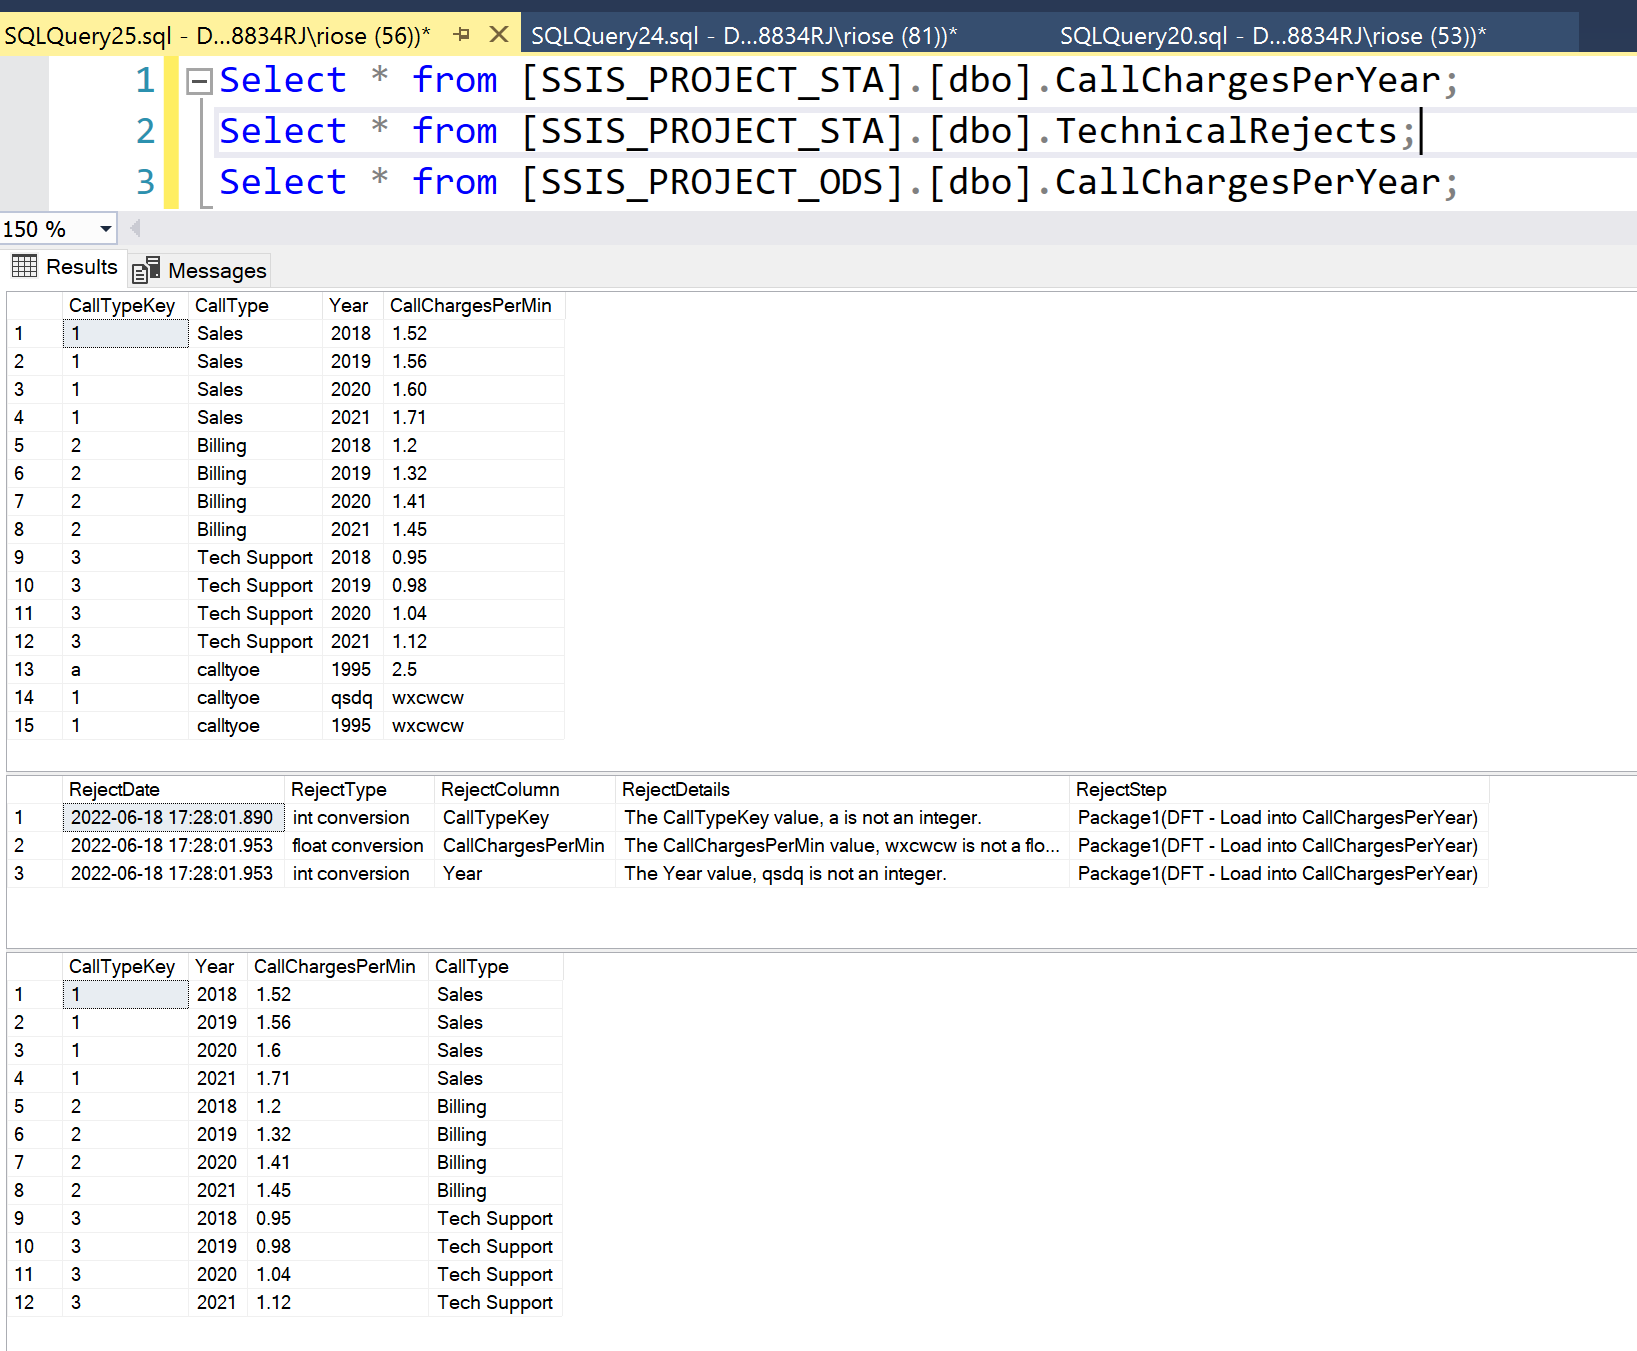 SQLQuery25.sql - D...8834RJ\riose (56))* SQLQuery24.sql - D...8834RJ\riose (81))* SQLQuery20.sql - D...8834RJ\riose (53))*
1 Select * from [SSIS_PROJECT_STA].[dbo].CallChargesPerYear;
2 Select * from [SSIS_PROJECT_STA].[dbo].TechnicalRejects;
3 Select * from [SSIS_PROJECT_ODS].[dbo].CallChargesPerYear;
150 %
Results Messages
CallTypeKey CallType Year CallChargesPerMin
1 1 Sales 2018 1.52
2 1 Sales 2019 1.56
3 1 Sales 2020 1.60
4 1 Sales 2021 1.71
5 2 Billing 2018 1.2
6 2 Billing 2019 1.32
7 2 Billing 2020 1.41
8 2 Billing 2021 1.45
9 3 Tech Support 2018 0.95
10 3 Tech Support 2019 0.98
11 3 Tech Support 2020 1.04
12 3 Tech Support 2021 1.12
13 a calltyoe 1995 2.5
14 1 calltyoe qsdq wxcwcw
15 1 calltyoe 1995 wxcwcw
RejectDate RejectType RejectColumn RejectDetails RejectStep
1 2022-06-18 17:28:01.890 int conversion CallTypeKey The CallTypeKey value, a is not an integer. Package1(DFT - Load into CallChargesPerYear)
2 2022-06-18 17:28:01.953 float conversion CallChargesPerMin The CallChargesPerMin value, wxcwcw is not a flo... Package1(DFT - Load into CallChargesPerYear)
3 2022-06-18 17:28:01.953 int conversion Year The Year value, qsdq is not an integer. Package1(DFT - Load into CallChargesPerYear)
CallTypeKey Year CallChargesPerMin CallType
1 1 2018 1.52 Sales
2 1 2019 1.56 Sales
3 1 2020 1.6 Sales
4 1 2021 1.71 Sales
5 2 2018 1.2 Billing
6 2 2019 1.32 Billing
7 2 2020 1.41 Billing
8 2 2021 1.45 Billing
9 3 2018 0.95 Tech Support
10 3 2019 0.98 Tech Support
11 3 2020 1.04 Tech Support
12 3 2021 1.12 Tech Support